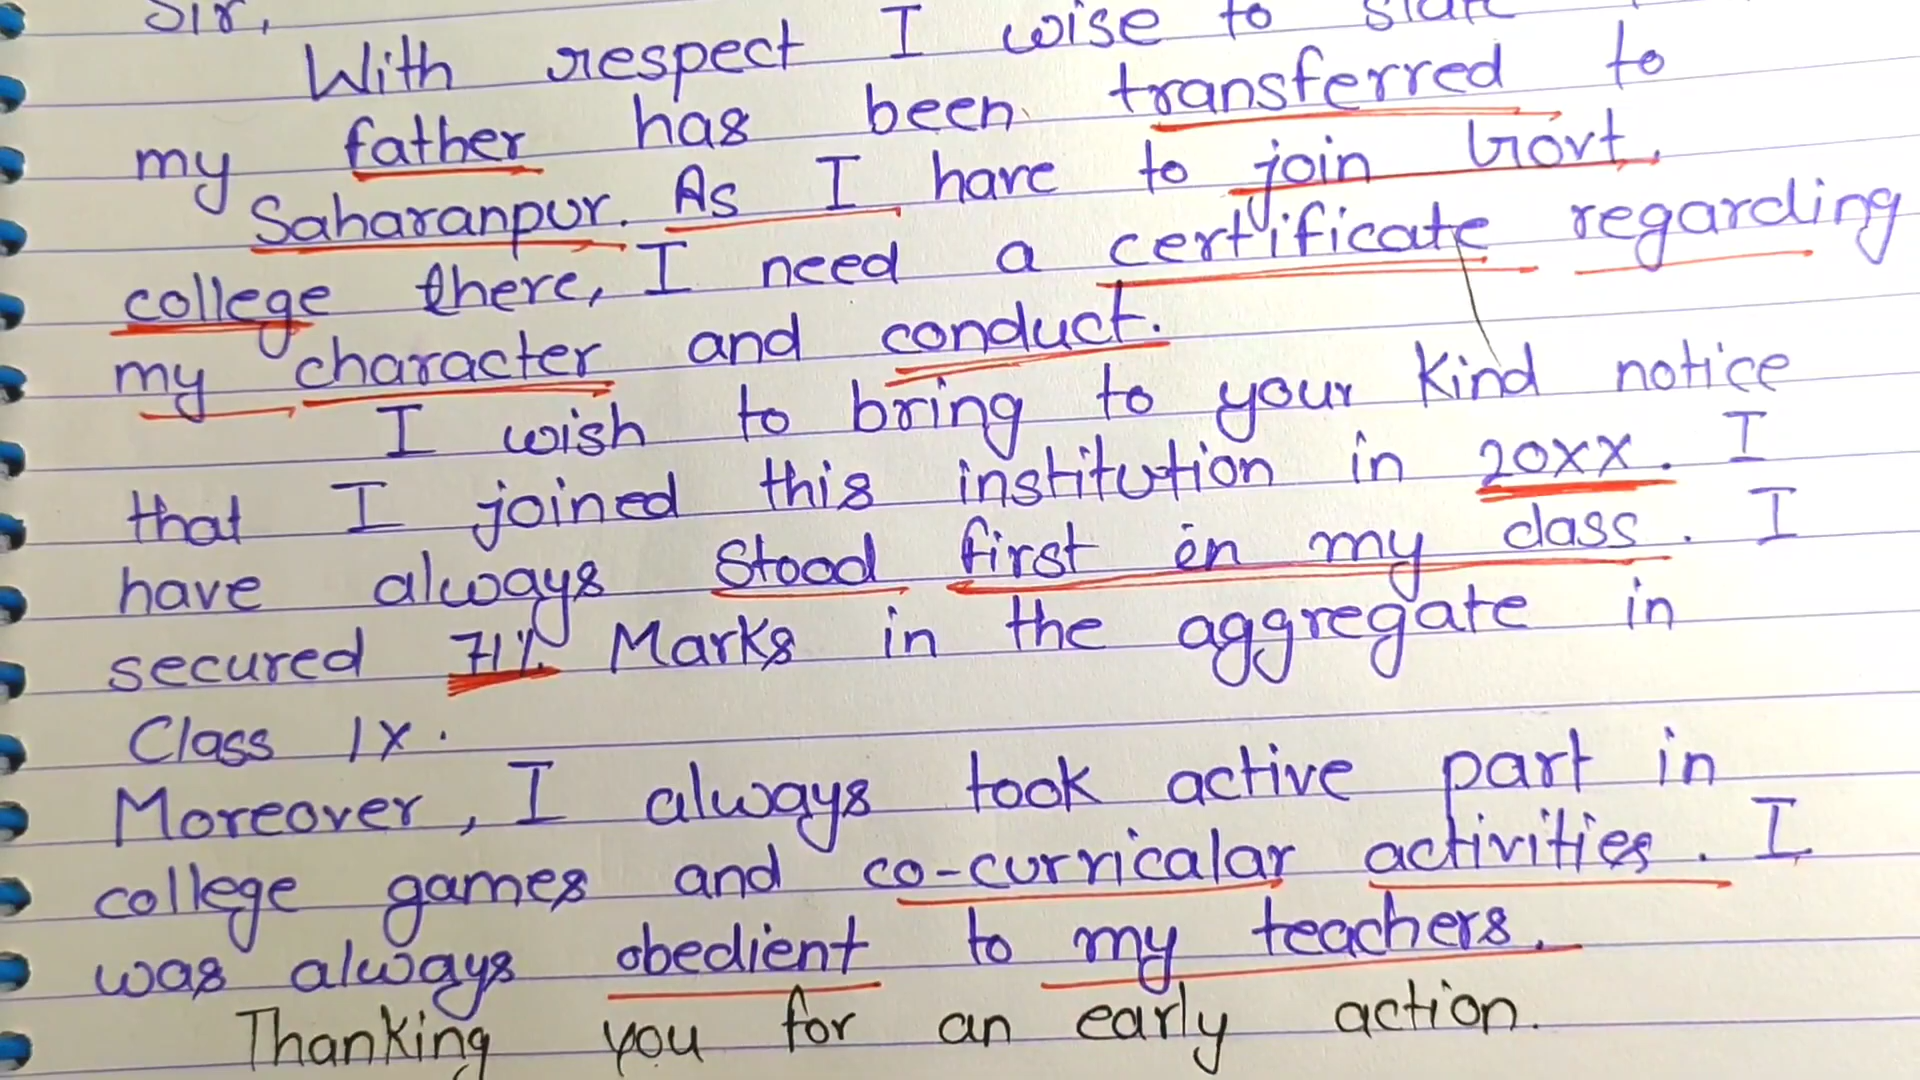 Sir,
With respect I wise to state
my father has been transferred to
Saharanpur. As I have to join Govt.
college there, I need a certificate regarding
my character and conduct.
I wish to bring to your kind notice
that I joined this institution in 20XX. I
have always stood first in my class. I
secured 71% Marks in the aggregate in
Class IX.
Moreover, I always took active part in
college games and co-curricalar activities. I
was always obedient to my teachers.
Thanking you for an early action.